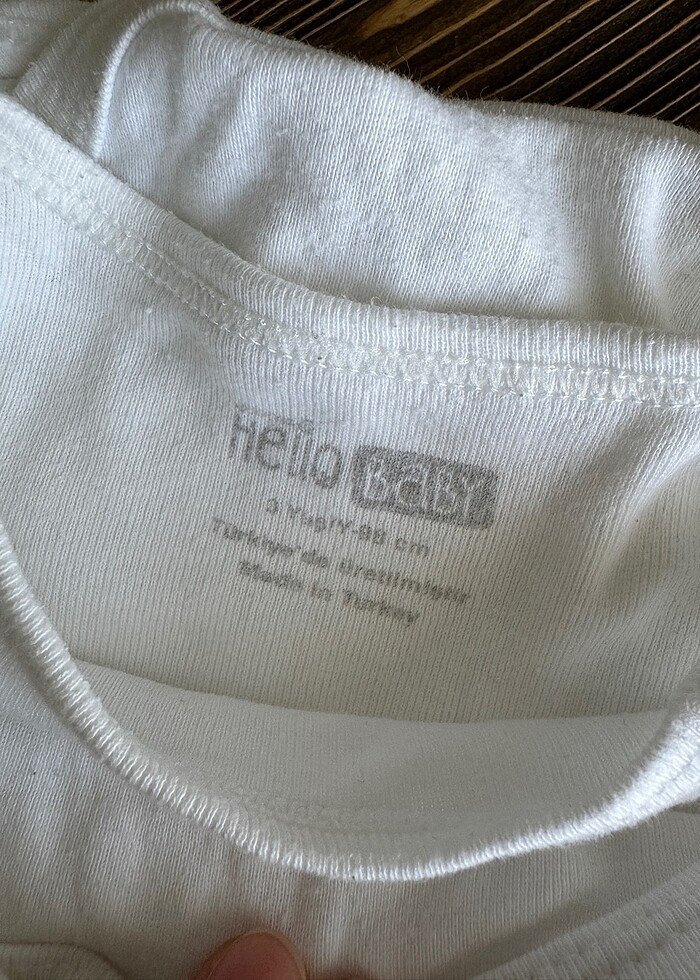 Hello BABY
3 Yaş/Y-98 cm
Türkiye'de üretilmiştir
Made in Turkey